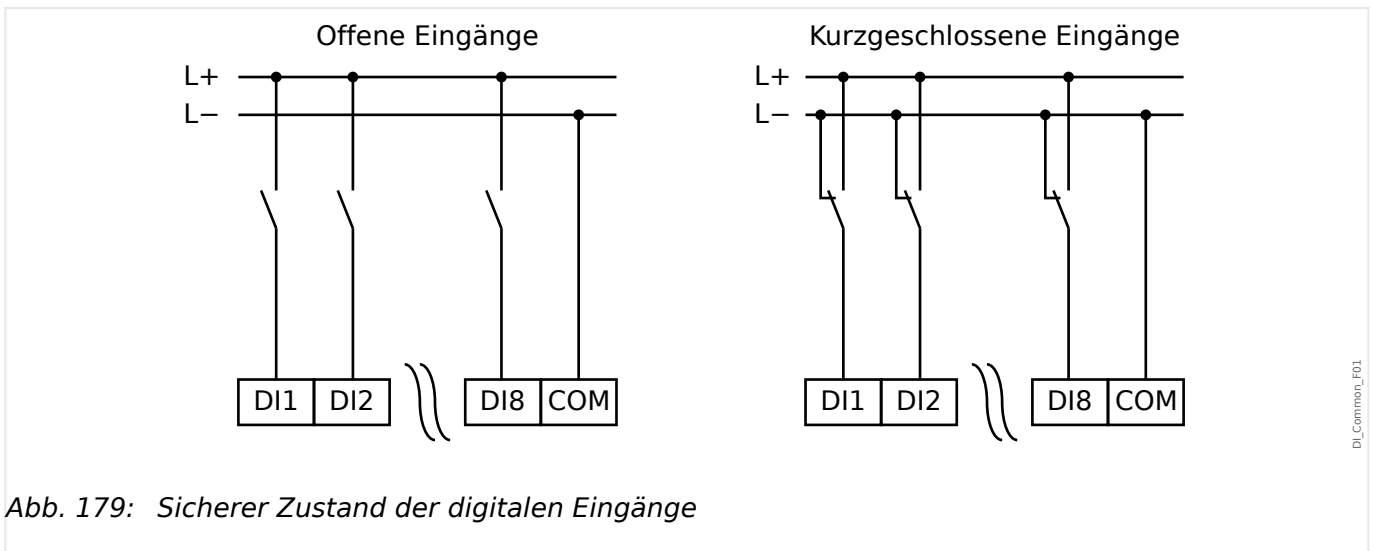 Offene Eingänge
L+
L−
DI1 DI2 DI8 COM
Kurzgeschlossene Eingänge
L+
L−
DI1 DI2 DI8 COM
DI_Common_F01
Abb. 179: Sicherer Zustand der digitalen Eingänge